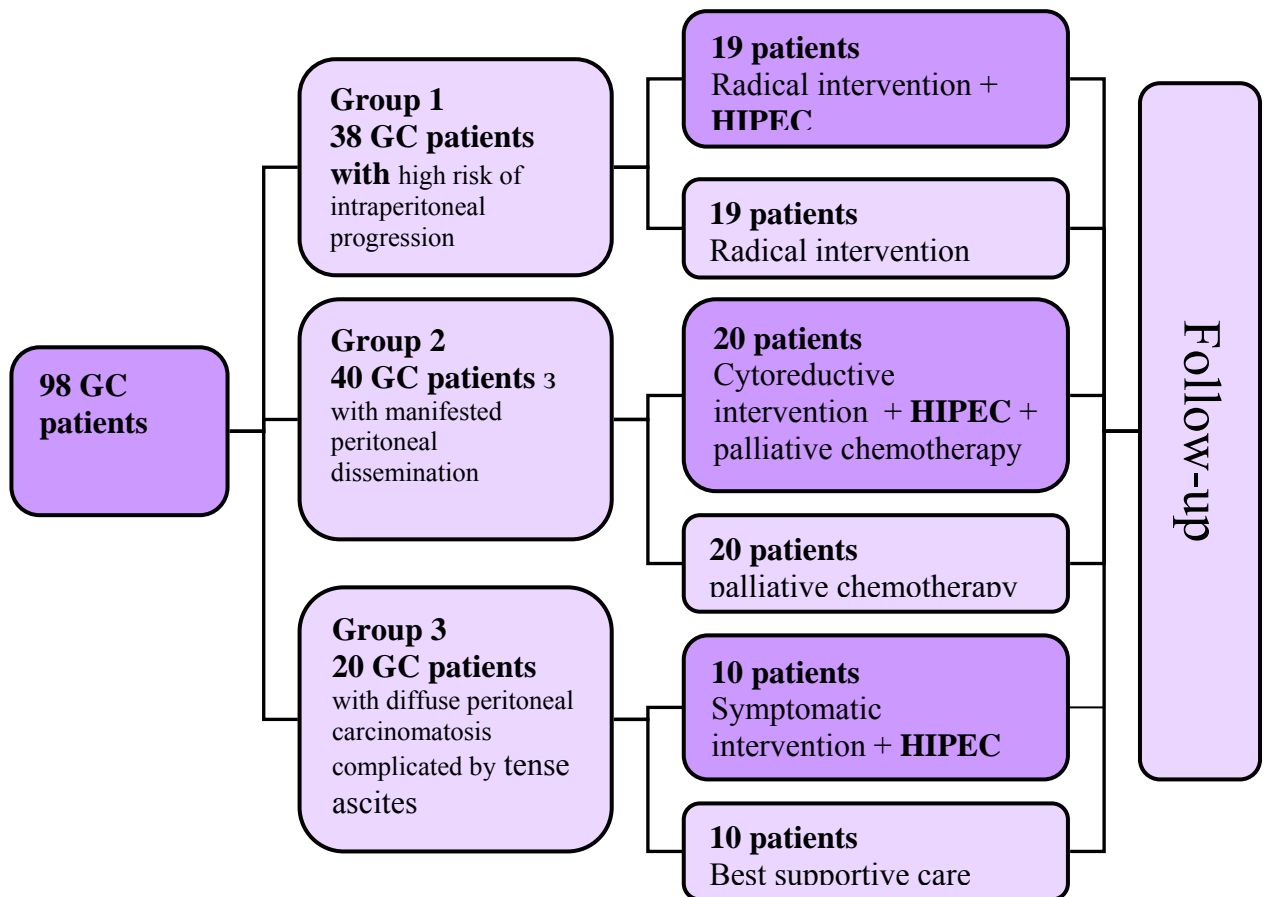 98 GC
patients
Group 1
38 GC patients
with high risk of
intraperitoneal
progression
Group 2
40 GC patients з
with manifested
peritoneal
dissemination
Group 3
20 GC patients
with diffuse peritoneal
carcinomatosis
complicated by tense
ascites
19 patients
Radical intervention +
HIPEC
19 patients
Radical intervention
20 patients
Cytoreductive
intervention + HIPEC +
palliative chemotherapy
20 patients
palliative chemotherapy
10 patients
Symptomatic
intervention + HIPEC
10 patients
Best supportive care
Follow-up